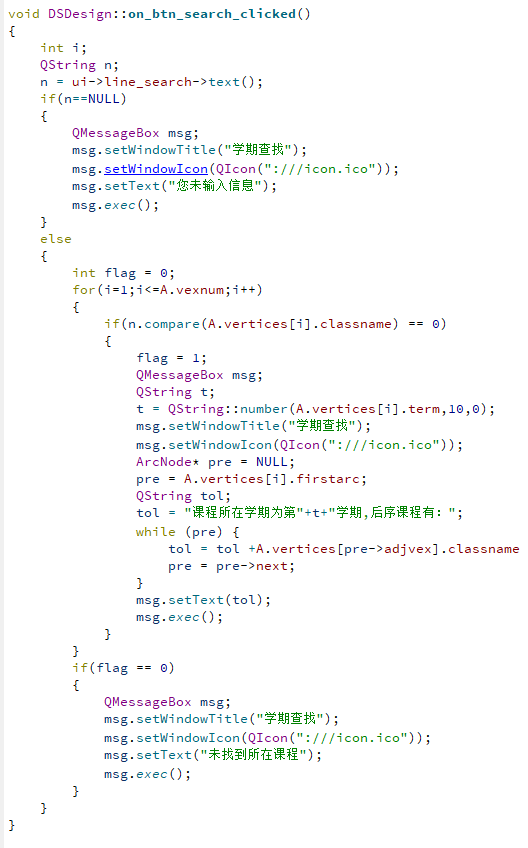 void DSDesign::on_btn_search_clicked()
{
    int i;
    QString n;
    n = ui->line_search->text();
    if(n==NULL)
    {
        QMessageBox msg;
        msg.setWindowTitle("学期查找");
        msg.setWindowIcon(QIcon(":///icon.ico"));
        msg.setText("您未输入信息");
        msg.exec();
    }
    else
    {
        int flag = 0;
        for(i=1;i<=A.vexnum;i++)
        {
            if(n.compare(A.vertices[i].classname) == 0)
            {
                flag = 1;
                QMessageBox msg;
                QString t;
                t = QString::number(A.vertices[i].term,10,0);
                msg.setWindowTitle("学期查找");
                msg.setWindowIcon(QIcon(":///icon.ico"));
                ArcNode* pre = NULL;
                pre = A.vertices[i].firstarc;
                QString tol;
                tol = "课程所在学期为第"+t+"学期,后序课程有: ";
                while (pre) {
                    tol = tol +A.vertices[pre->adjvex].classname
                    pre = pre->next;
                }
                msg.setText(tol);
                msg.exec();
            }
        }
        if(flag == 0)
        {
            QMessageBox msg;
            msg.setWindowTitle("学期查找");
            msg.setWindowIcon(QIcon(":///icon.ico"));
            msg.setText("未找到所在课程");
            msg.exec();
        }
    }
}